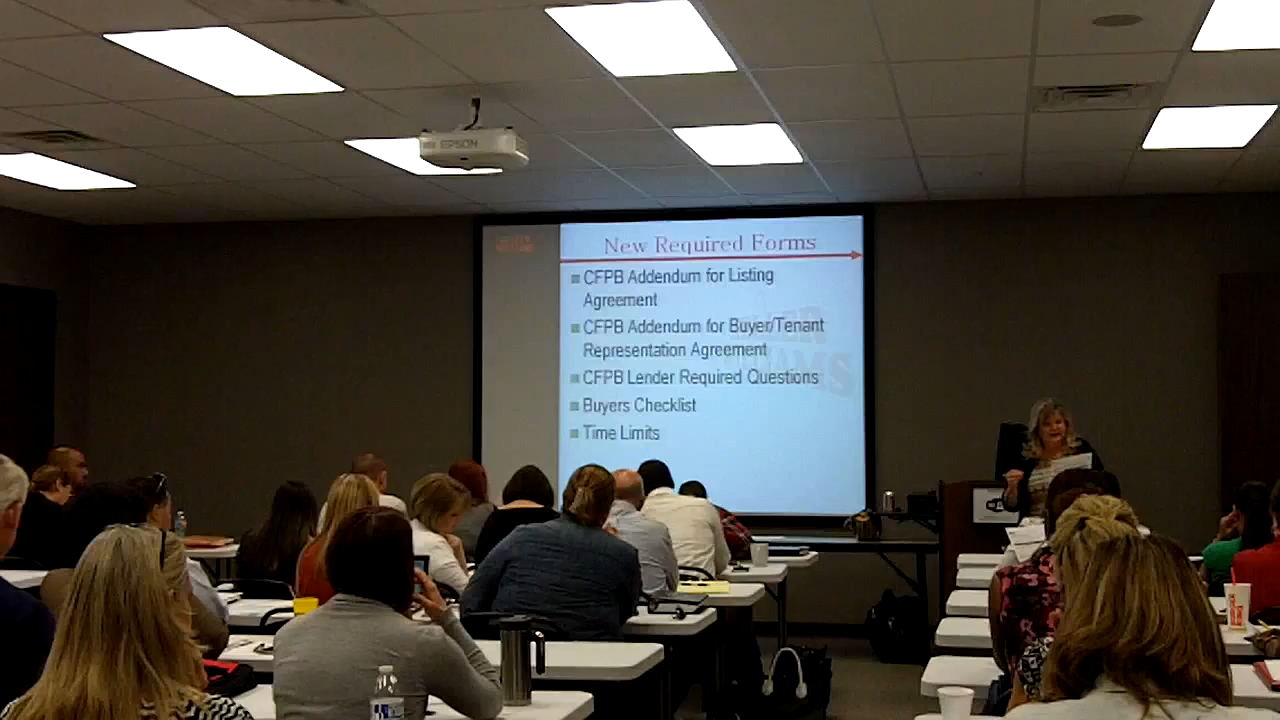 EPSON
New Required Forms
CFPB Addendum for Listing
Agreement
CFPB Addendum for Buyer/Tenant
Representation Agreement
CFPB Lender Required Questions
Buyers Checklist
Time Limits